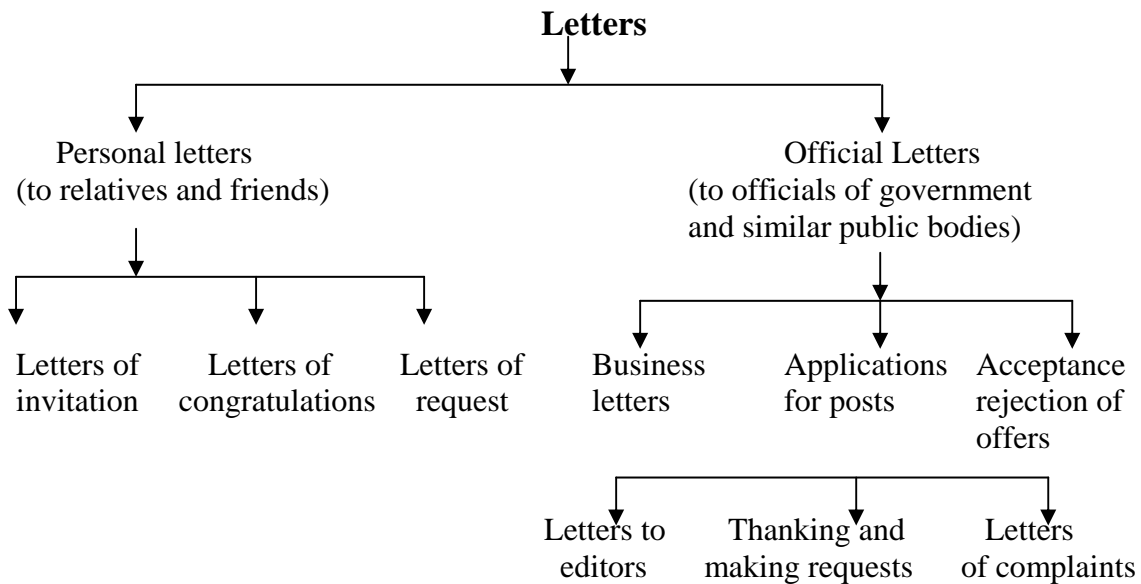 Letters
Personal letters
(to relatives and friends)
Official Letters
(to officials of government
and similar public bodies)
Letters of
invitation
Letters of
congratulations
Letters of
request
Business
letters
Applications
for posts
Acceptance
rejection of
offers
Letters to
editors
Thanking and
making requests
Letters
of complaints